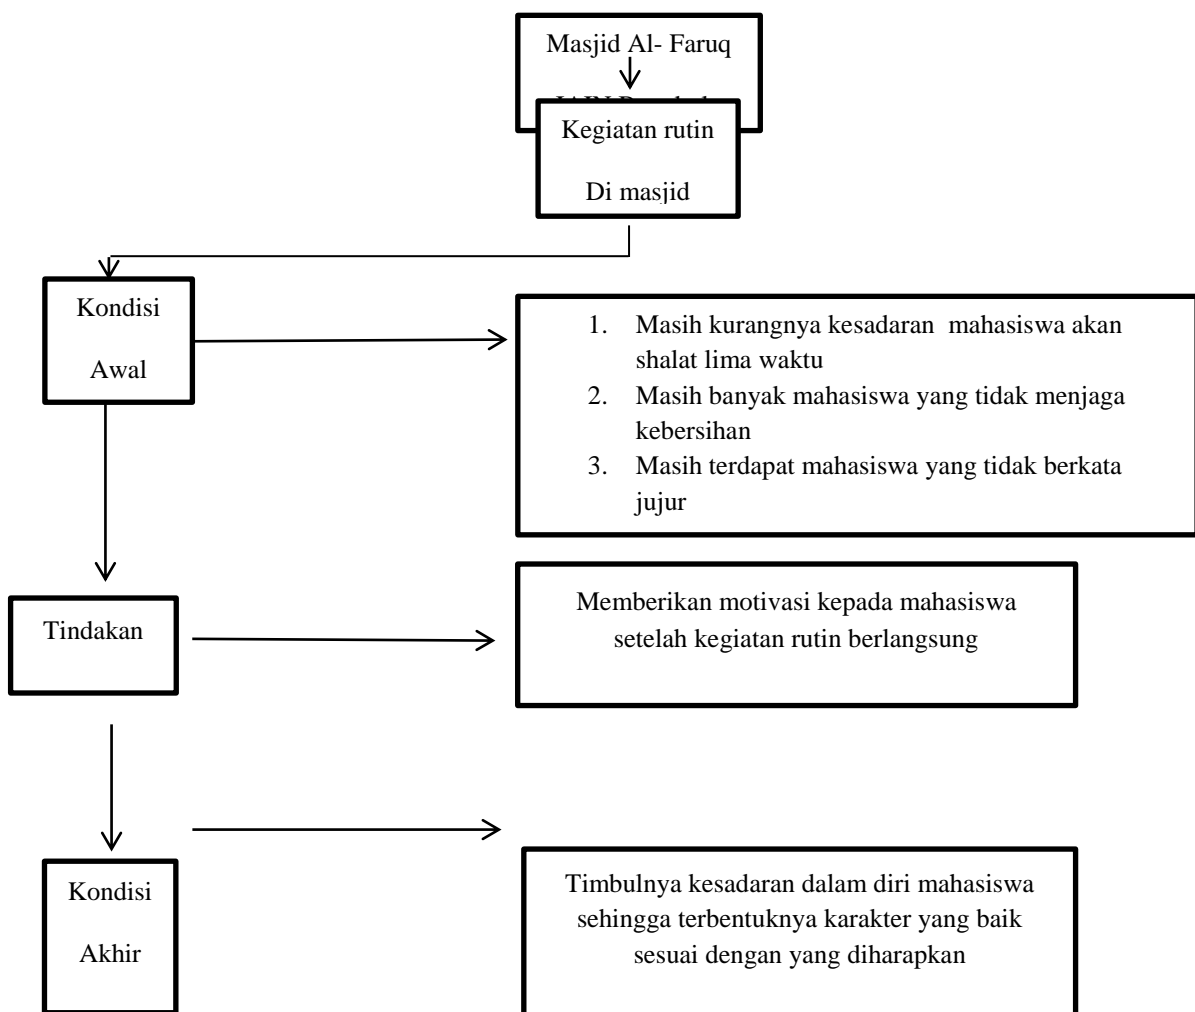 Masjid Al- Faruq
Kegiatan rutin
Di masjid
Kondisi
Awal
1. Masih kurangnya kesadaran mahasiswa akan
shalat lima waktu
2. Masih banyak mahasiswa yang tidak menjaga
kebersihan
3. Masih terdapat mahasiswa yang tidak berkata
jujur
Tindakan
Memberikan motivasi kepada mahasiswa
setelah kegiatan rutin berlangsung
Kondisi
Akhir
Timbulnya kesadaran dalam diri mahasiswa
sehingga terbentuknya karakter yang baik
sesuai dengan yang diharapkan